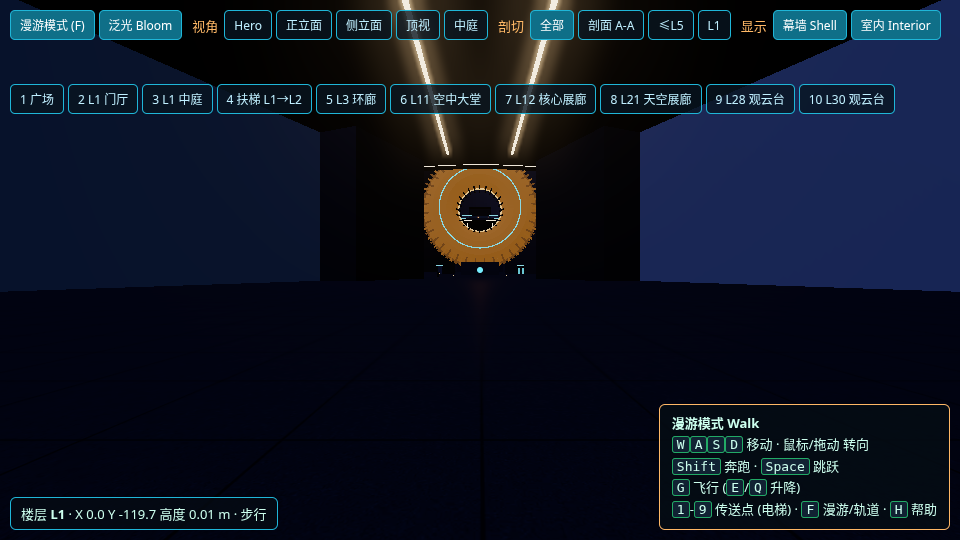 漫游模式 (F) 泛光 Bloom 视角 Hero 正立面 侧立面 顶视 中庭 剖切 全部 剖面 A-A ≤L5 L1 显示 幕墙 Shell 室内 Interior
1 广场 2 L1 门厅 3 L1 中庭 4 扶梯 L1→L2 5 L3 环廊 6 L11 空中大堂 7 L12 核心展廊 8 L21 天空展廊 9 L28 观云台 10 L30 观云台
漫游模式 Walk
W A S D 移动 · 鼠标/拖动 转向
Shift 奔跑 · Space 跳跃
G 飞行 (E/Q 升降)
1-9 传送点 (电梯) · F 漫游/轨道 · H 帮助
楼层 L1 · X 0.0 Y -119.7 高度 0.01 m · 步行